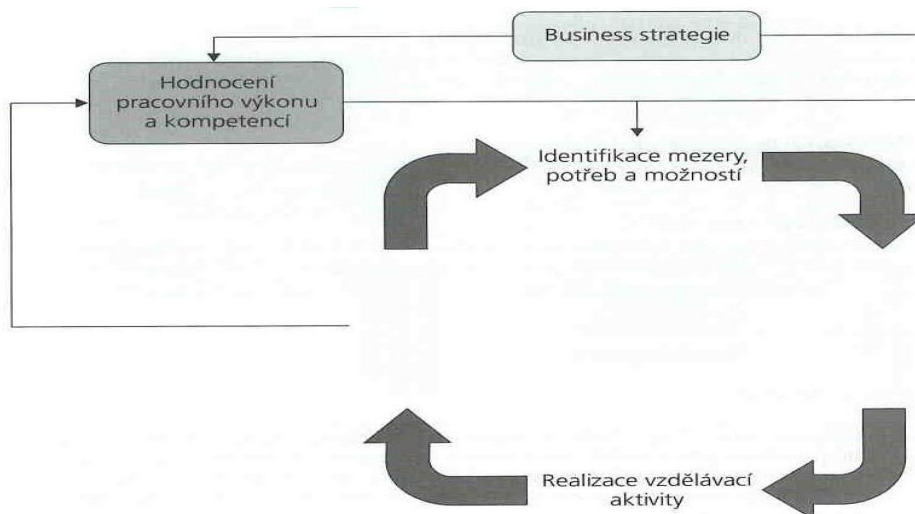 Business strategie
Hodnocení
pracovního výkonu
a kompetencí
Identifikace mezery,
potřeb a možností
Realizace vzdělávací
aktivity